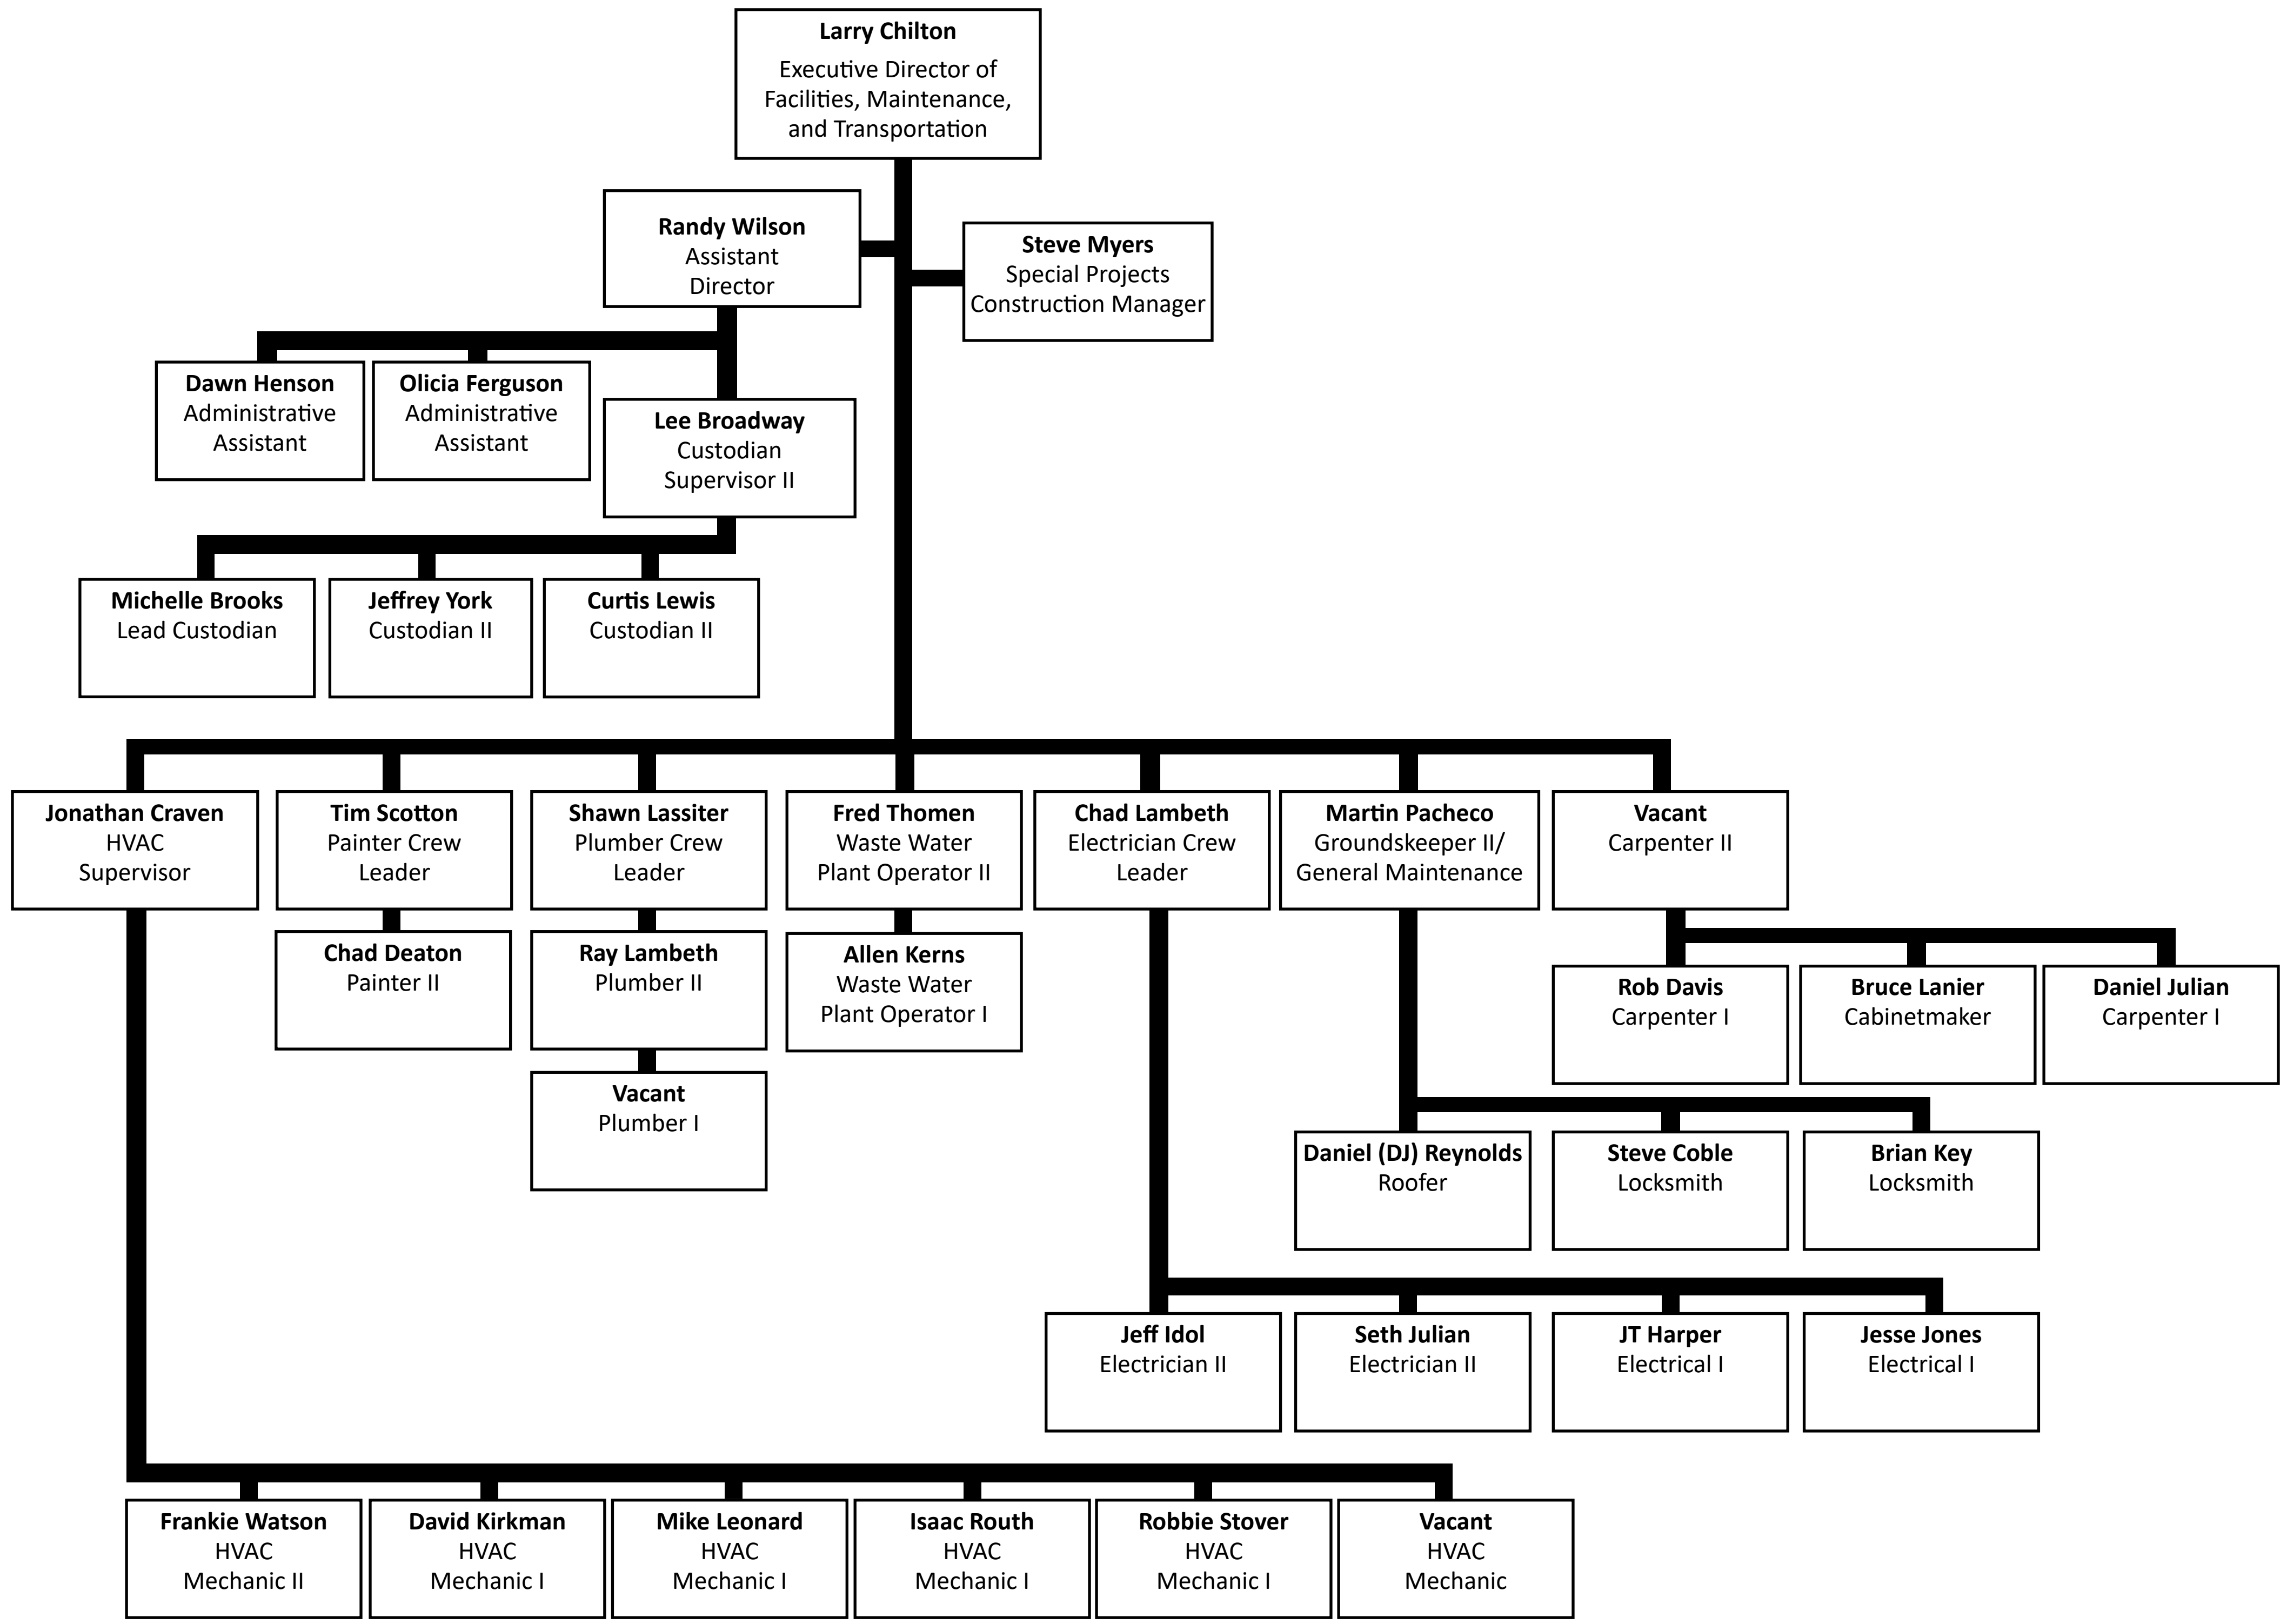 Larry Chilton
Executive Director of
Facilities, Maintenance,
and Transportation
Randy Wilson
Assistant
Director
Steve Myers
Special Projects
Construction Manager
Dawn Henson
Administrative
Assistant
Olicia Ferguson
Administrative
Assistant
Lee Broadway
Custodian
Supervisor II
Michelle Brooks
Lead Custodian
Jeffrey York
Custodian II
Curtis Lewis
Custodian II
Jonathan Craven
HVAC
Supervisor
Tim Scotton
Painter Crew
Leader
Shawn Lassiter
Plumber Crew
Leader
Fred Thomen
Waste Water
Plant Operator II
Chad Lambeth
Electrician Crew
Leader
Martin Pacheco
Groundskeeper II/
General Maintenance
Vacant
Carpenter II
Chad Deaton
Painter II
Ray Lambeth
Plumber II
Allen Kerns
Waste Water
Plant Operator I
Rob Davis
Carpenter I
Bruce Lanier
Cabinetmaker
Daniel Julian
Carpenter I
Vacant
Plumber I
Daniel (DJ) Reynolds
Roofer
Steve Coble
Locksmith
Brian Key
Locksmith
Jeff Idol
Electrician II
Seth Julian
Electrician II
JT Harper
Electrical I
Jesse Jones
Electrical I
Frankie Watson
HVAC
Mechanic II
David Kirkman
HVAC
Mechanic I
Mike Leonard
HVAC
Mechanic I
Isaac Routh
HVAC
Mechanic I
Robbie Stover
HVAC
Mechanic I
Vacant
HVAC
Mechanic